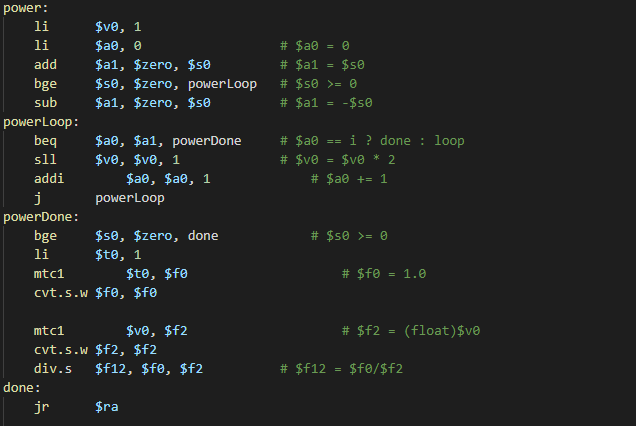 power:
    li      $v0, 1
    li      $a0, 0                  # $a0 = 0
    add     $a1, $zero, $s0         # $a1 = $s0
    bge     $s0, $zero, powerLoop   # $s0 >= 0
    sub     $a1, $zero, $s0         # $a1 = -$s0
powerLoop:
    beq     $a0, $a1, powerDone     # $a0 == i ? done : loop
    sll     $v0, $v0, 1             # $v0 = $v0 * 2
    addi        $a0, $a0, 1             # $a0 += 1
    j       powerLoop
powerDone:
    bge     $s0, $zero, done            # $s0 >= 0
    li      $t0, 1
    mtc1        $t0, $f0                    # $f0 = 1.0
    cvt.s.w $f0, $f0

    mtc1        $v0, $f2                    # $f2 = (float)$v0
    cvt.s.w $f2, $f2
    div.s   $f12, $f0, $f2          # $f12 = $f0/$f2
done:
    jr      $ra